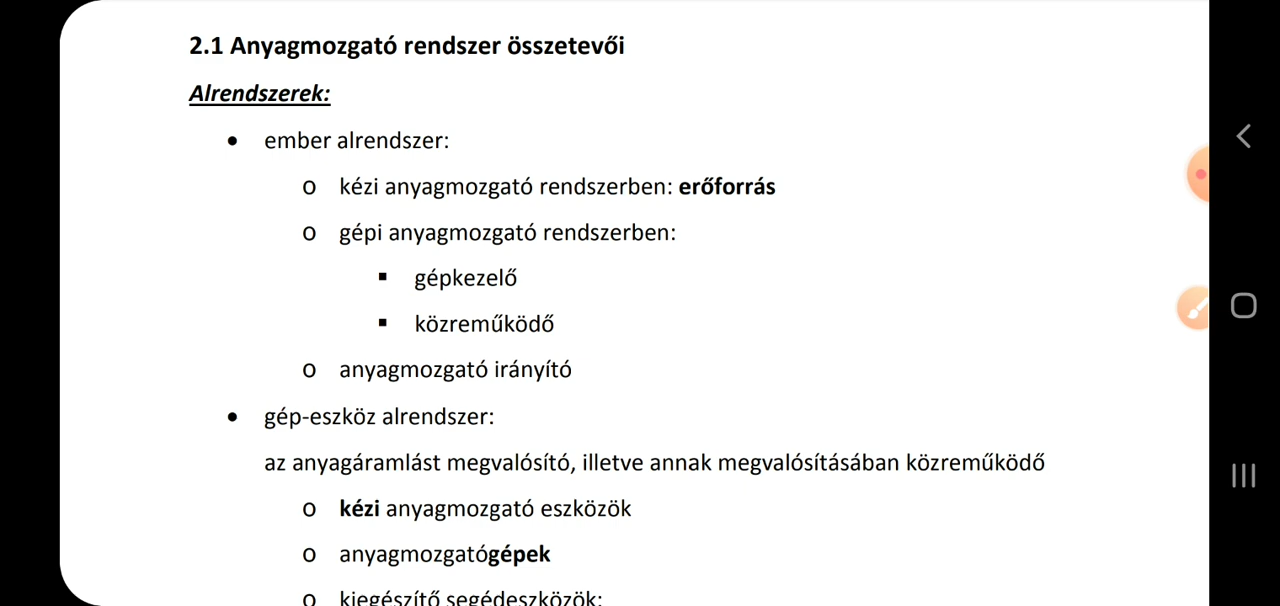 2.1 Anyagmozgató rendszer összetevői
Alrendszerek:
• ember alrendszer:
o kézi anyagmozgató rendszerben: erőforrás
o gépi anyagmozgató rendszerben:
▪ gépkezelő
▪ közreműködő
o anyagmozgató irányító
• gép-eszköz alrendszer:
az anyagáramlást megvalósító, illetve annak megvalósításában közreműködő
o kézi anyagmozgató eszközök
o anyagmozgatógépek
o kiegészítő segédeszközök: